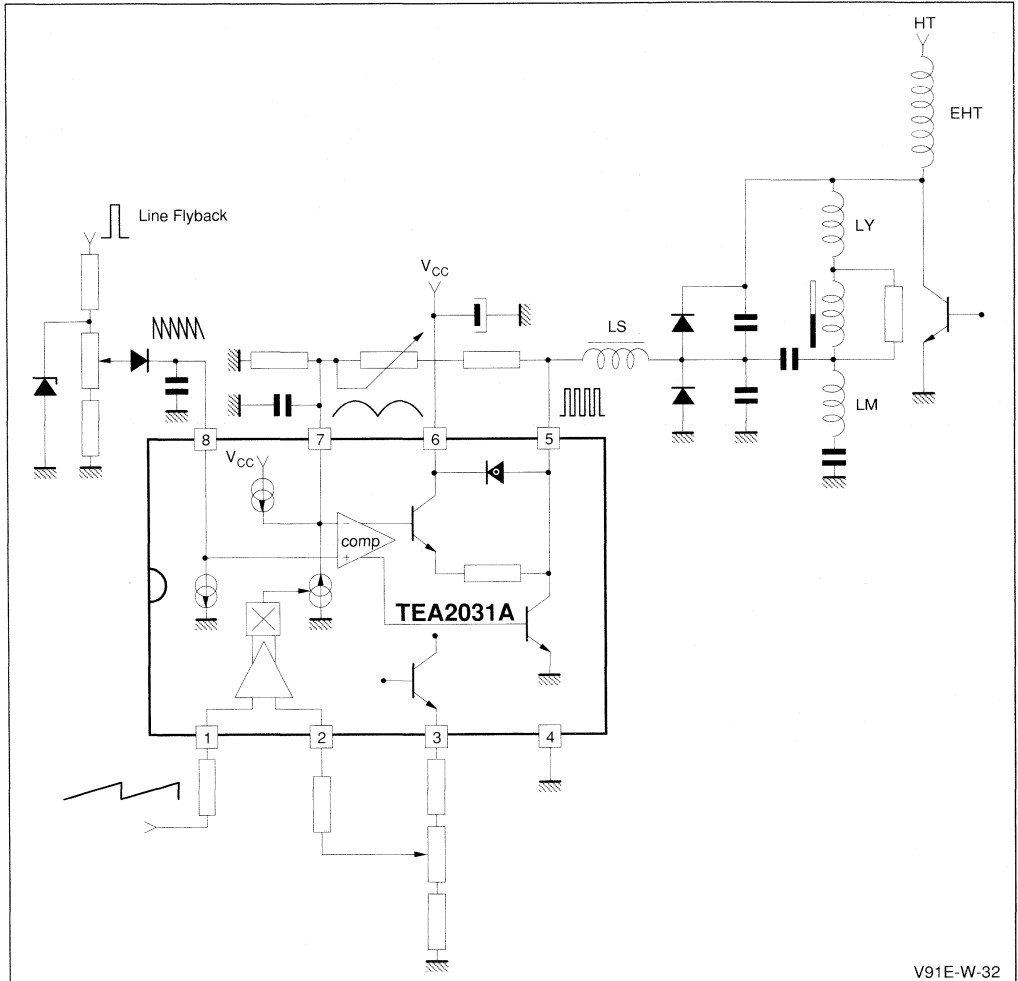 HT
EHT
Line Flyback
LY
V_CC
LS
LM
8
7
6
5
V_CC
−
comp
+
TEA2031A
1
2
3
4
V91E-W-32